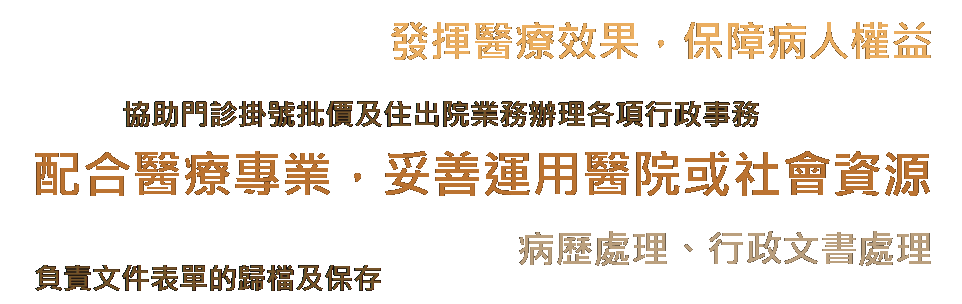 發揮醫療效果，保障病人權益
協助門診掛號批價及住出院業務辦理各項行政事務
配合醫療專業，妥善運用醫院或社會資源
病歷處理、行政文書處理
負責文件表單的歸檔及保存